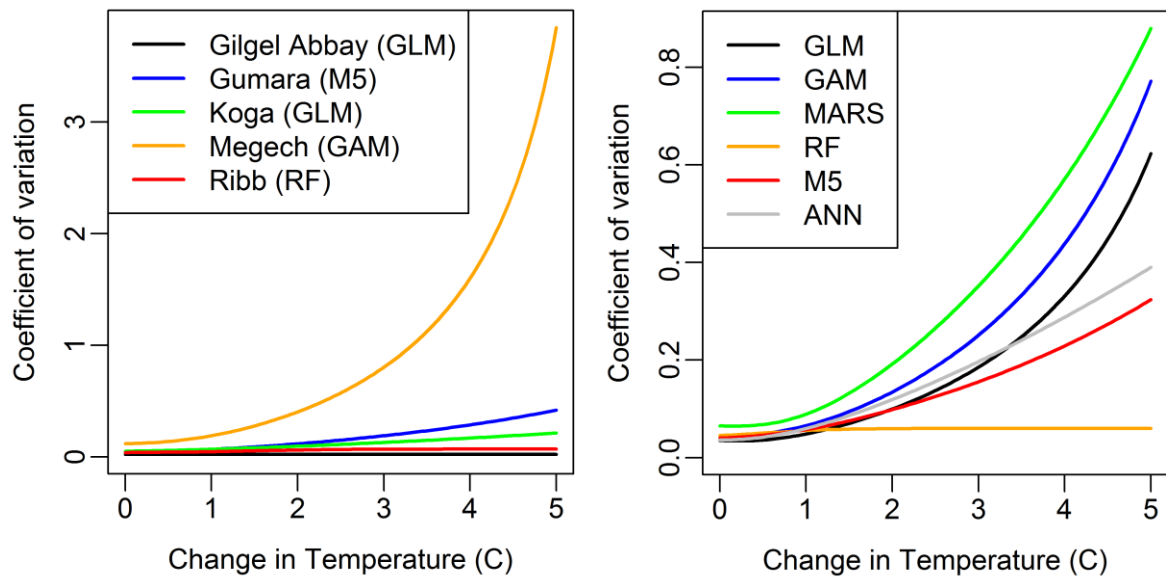 Gilgel Abbay (GLM)
Gumara (M5)
Koga (GLM)
Megech (GAM)
Ribb (RF)
Coefficient of variation
0
1
2
3
0 1 2 3 4 5
Change in Temperature (C)
GLM
GAM
MARS
RF
M5
ANN
Coefficient of variation
0.0
0.2
0.4
0.6
0.8
0 1 2 3 4 5
Change in Temperature (C)